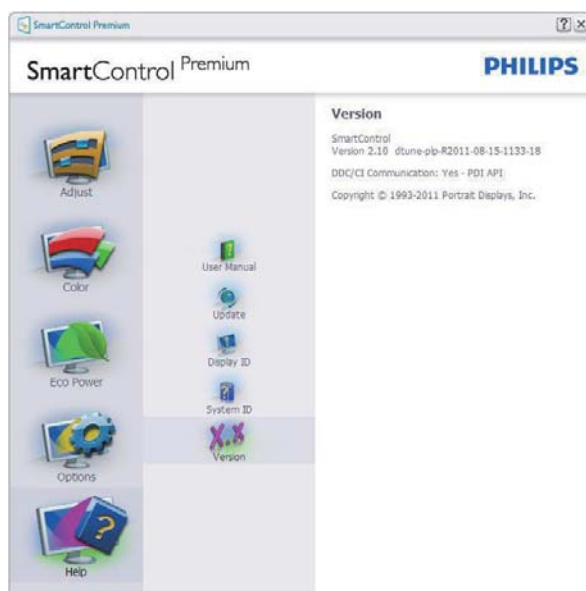 SmartControl Premium
SmartControl Premium
PHILIPS
Adjust
Color
Eco Power
Options
Help
User Manual
Update
Display ID
System ID
Version
Version
SmartControl
Version 2.10 dtune-plp-R2011-08-15-1133-18
DDC/CI Communication: Yes - PDI API
Copyright © 1993-2011 Portrait Displays, Inc.